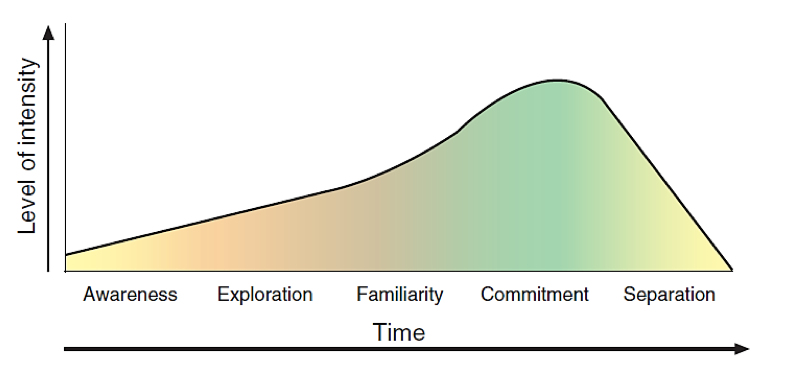 Level of intensity
Awareness Exploration Familiarity Commitment Separation
Time